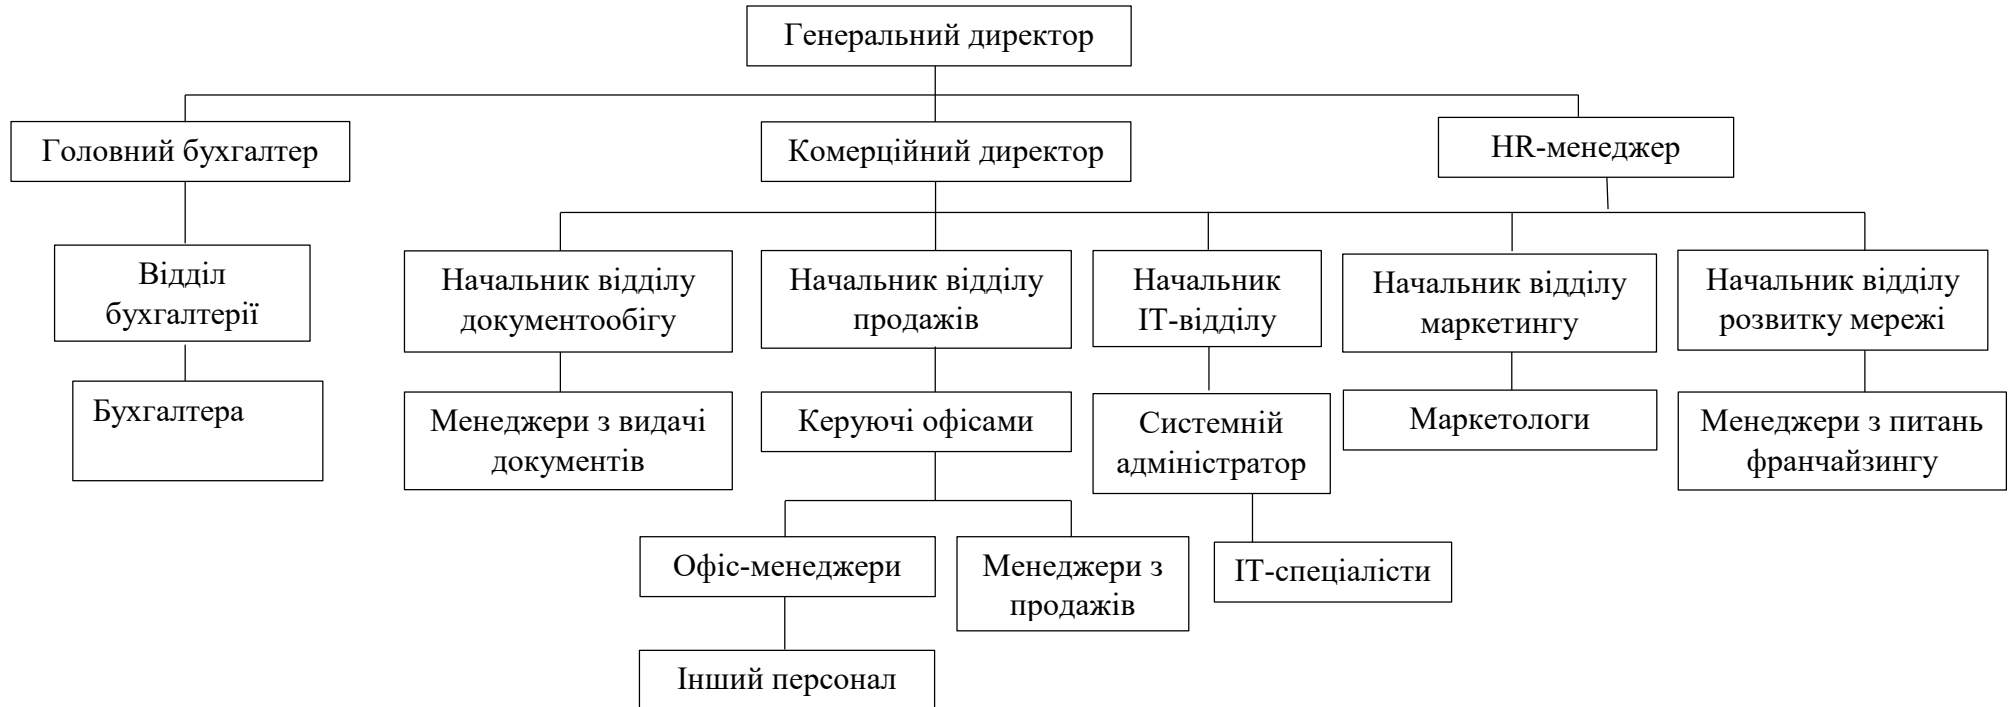 Генеральний директор
Головний бухгалтер
Комерційний директор
HR-менеджер
Відділ
бухгалтерії
Начальник відділу
документообігу
Начальник відділу
продажів
Начальник
ІТ-відділу
Начальник відділу
маркетингу
Начальник відділу
розвитку мережі
Бухгалтера
Менеджери з видачі
документів
Керуючі офісами
Системній
адміністратор
Маркетологи
Менеджери з питань
франчайзингу
Офіс-менеджери
Менеджери з
продажів
ІТ-спеціалісти
Інший персонал